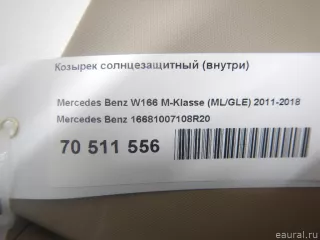 Козырек солнцезащитный (внутри)
Mercedes Benz W166 M-Klasse (ML/GLE) 2011-2018
Mercedes Benz 16681007108R20
70 511 556
eaural.ru